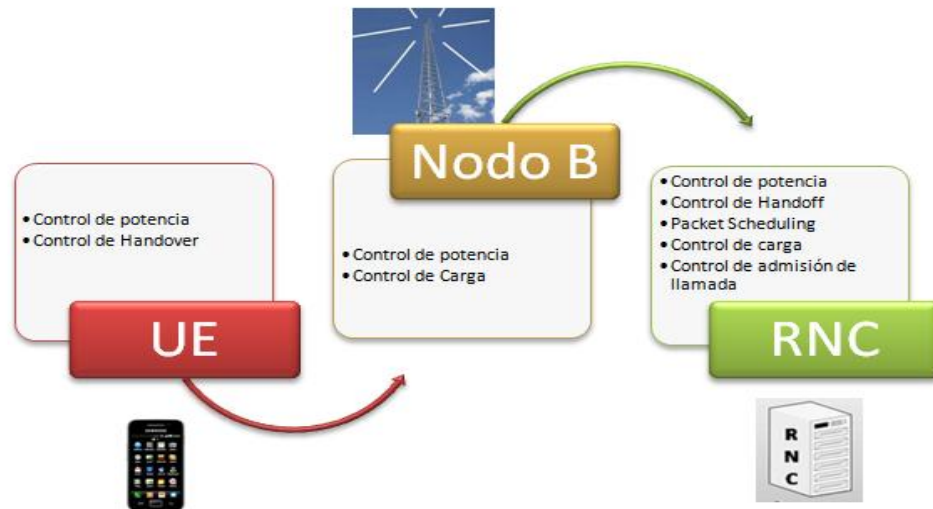 Nodo B
• Control de potencia
• Control de Handover
UE
• Control de potencia
• Control de Carga
• Control de potencia
• Control de Handoff
• Packet Scheduling
• Control de carga
• Control de admisión de
llamada
RNC
R
N
C